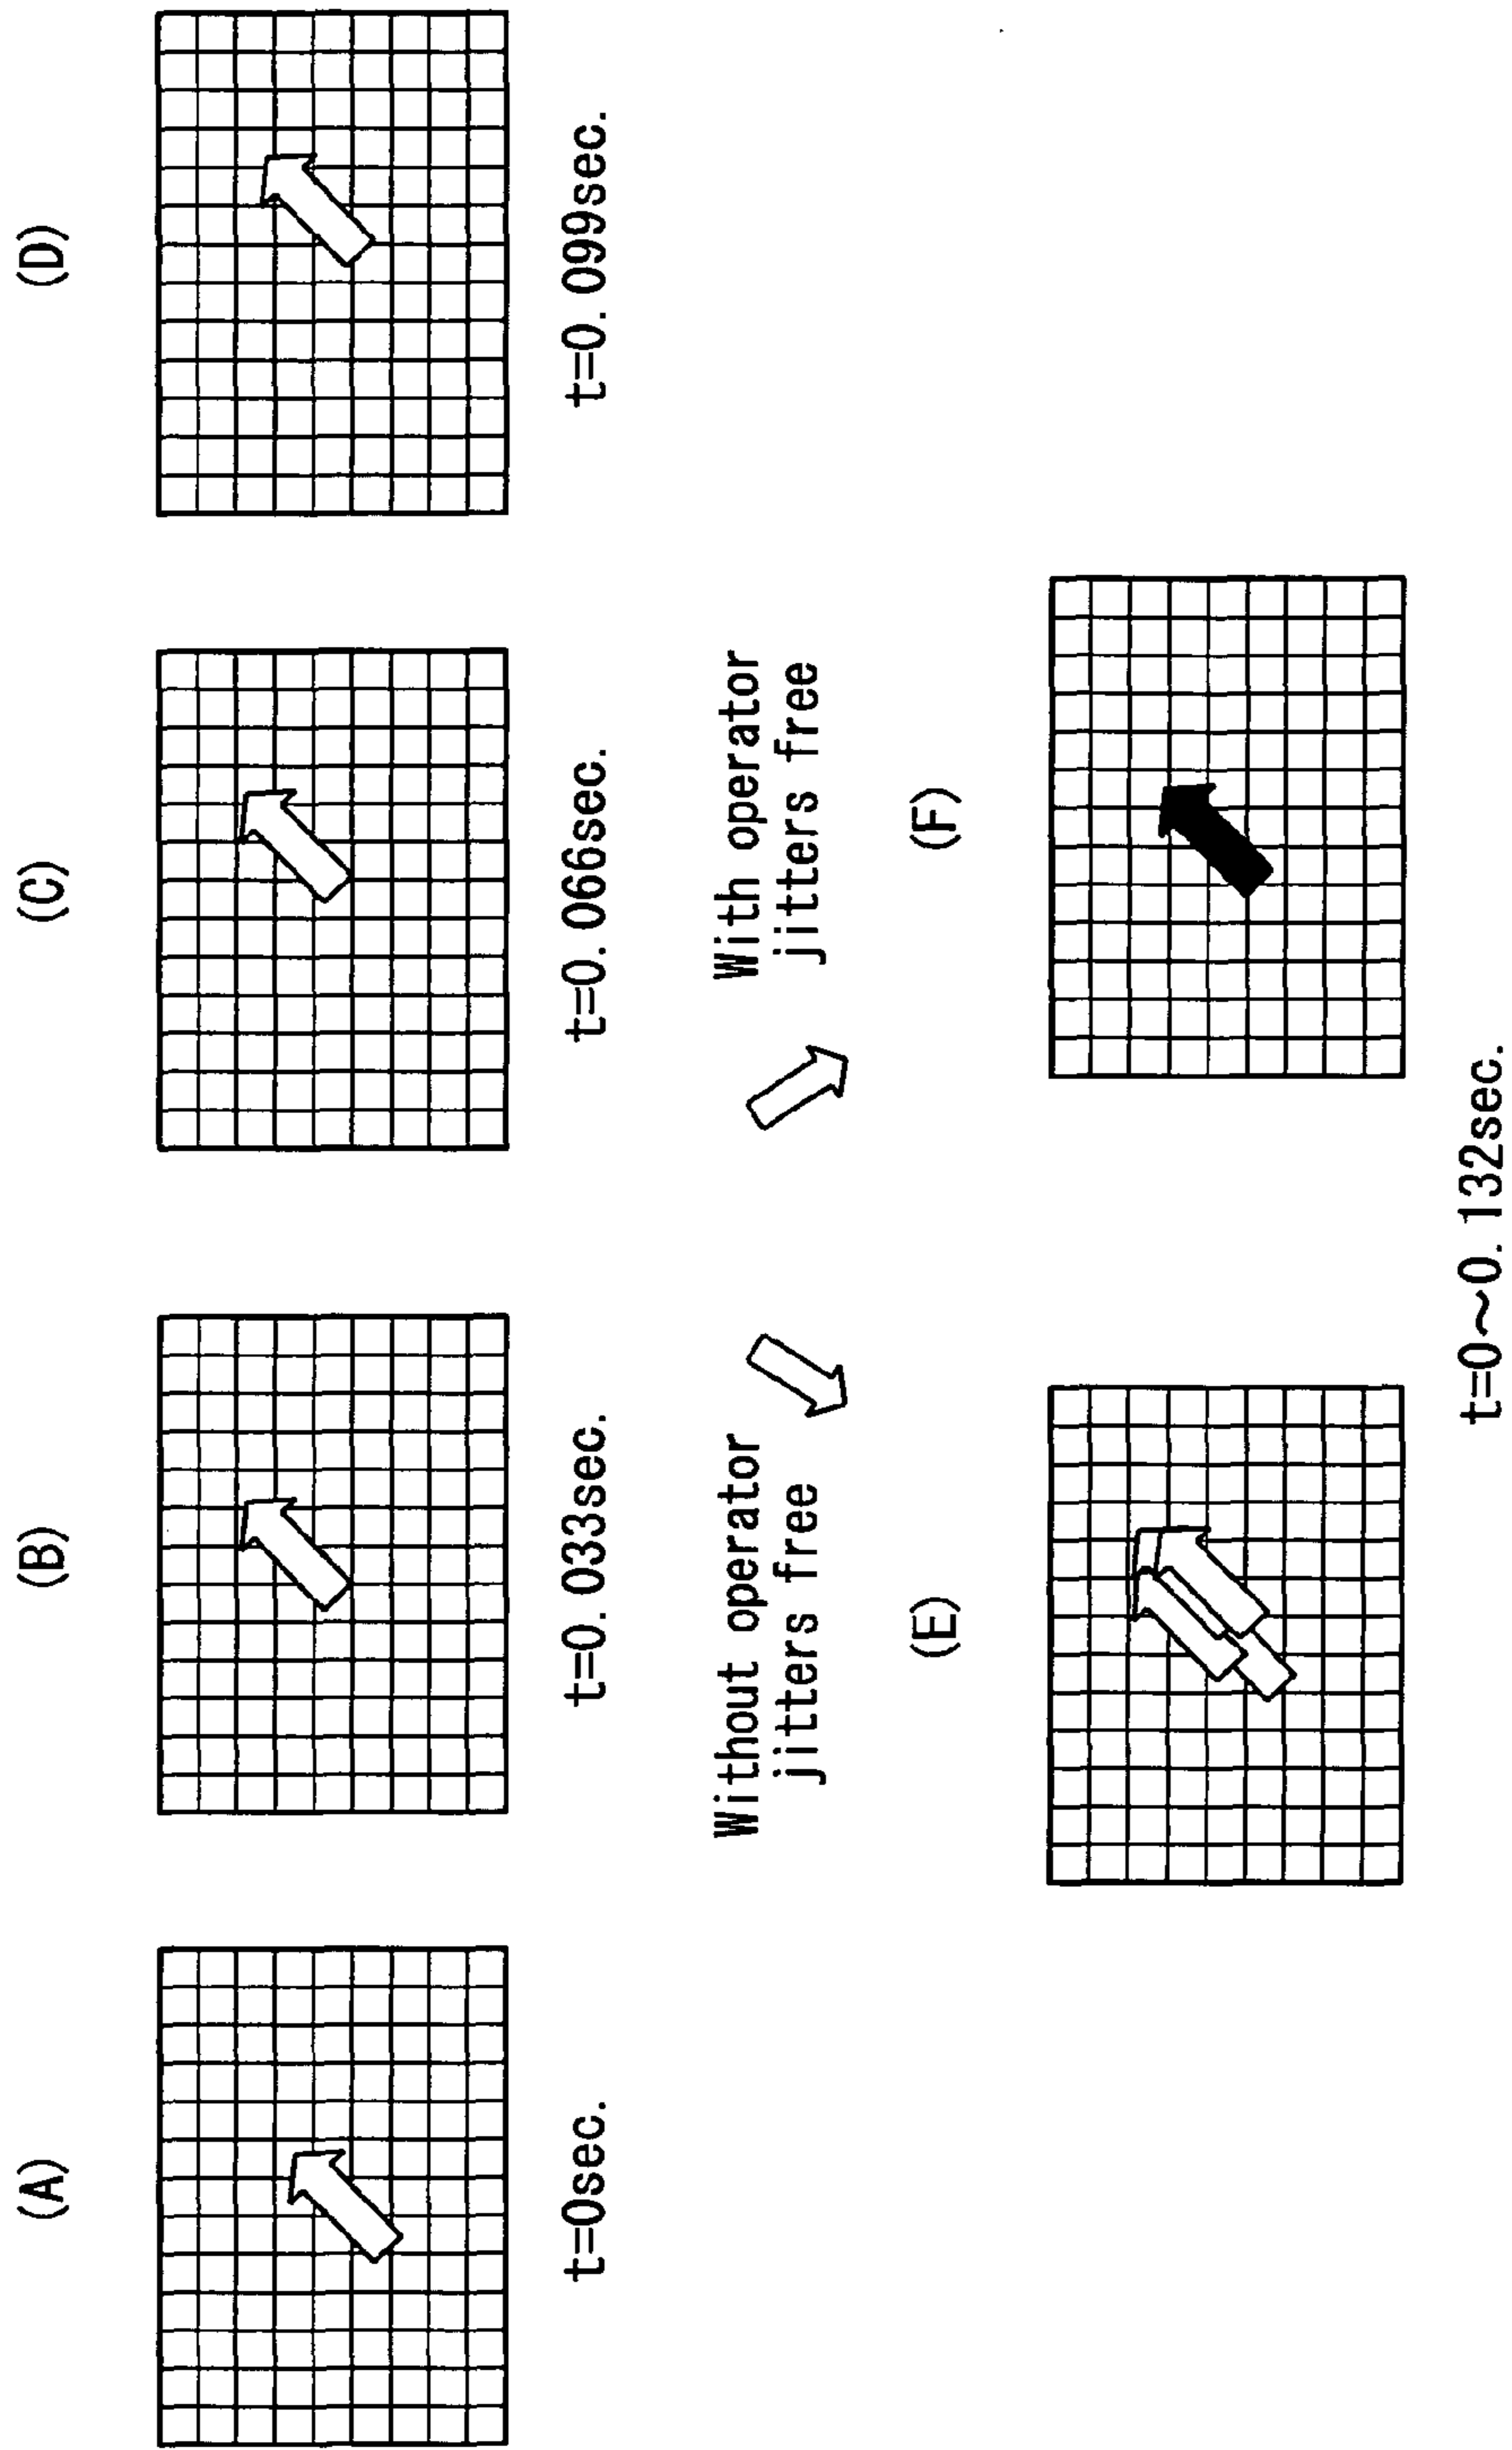 (A)
(B)
(C)
(D)
t=0sec.
t=0.033sec.
t=0.066sec.
t=0.099sec.
Without operator
jitters free
With operator
jitters free
(E)
(F)
t=0~0.132sec.